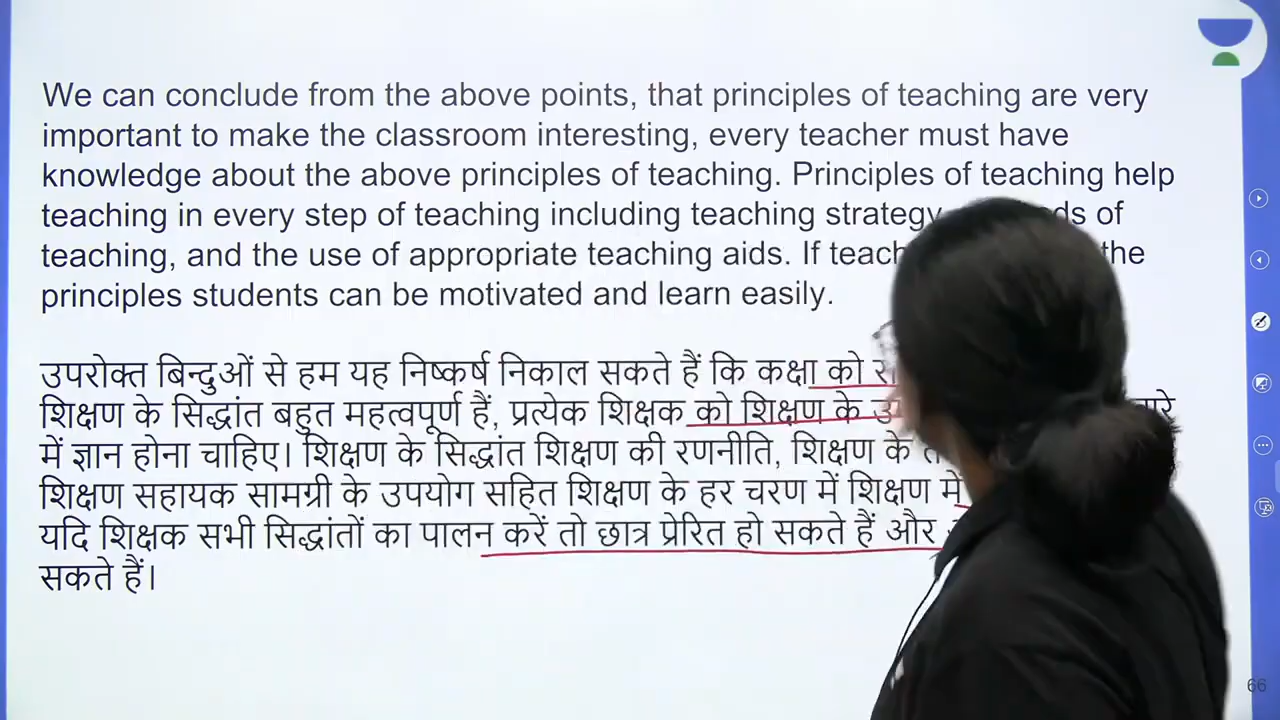 We can conclude from the above points, that principles of teaching are very
important to make the classroom interesting, every teacher must have
knowledge about the above principles of teaching. Principles of teaching help
teaching in every step of teaching including teaching strategy of
teaching, and the use of appropriate teaching aids. If the
principles students can be motivated and learn easily.
उपरोक्त बिन्दुओं से हम यह निष्कर्ष निकाल सकते हैं कि कक्षा को
शिक्षण के सिद्धांत बहुत महत्वपूर्ण हैं, प्रत्येक शिक्षक को शिक्षण के
में ज्ञान होना चाहिए। शिक्षण के सिद्धांत शिक्षण की रणनीति, शिक्षण के
शिक्षण सहायक सामग्री के उपयोग सहित शिक्षण के हर चरण में शिक्षण में
यदि शिक्षक सभी सिद्धांतों का पालन करें तो छात्र प्रेरित हो सकते हैं और
सकते हैं।
66